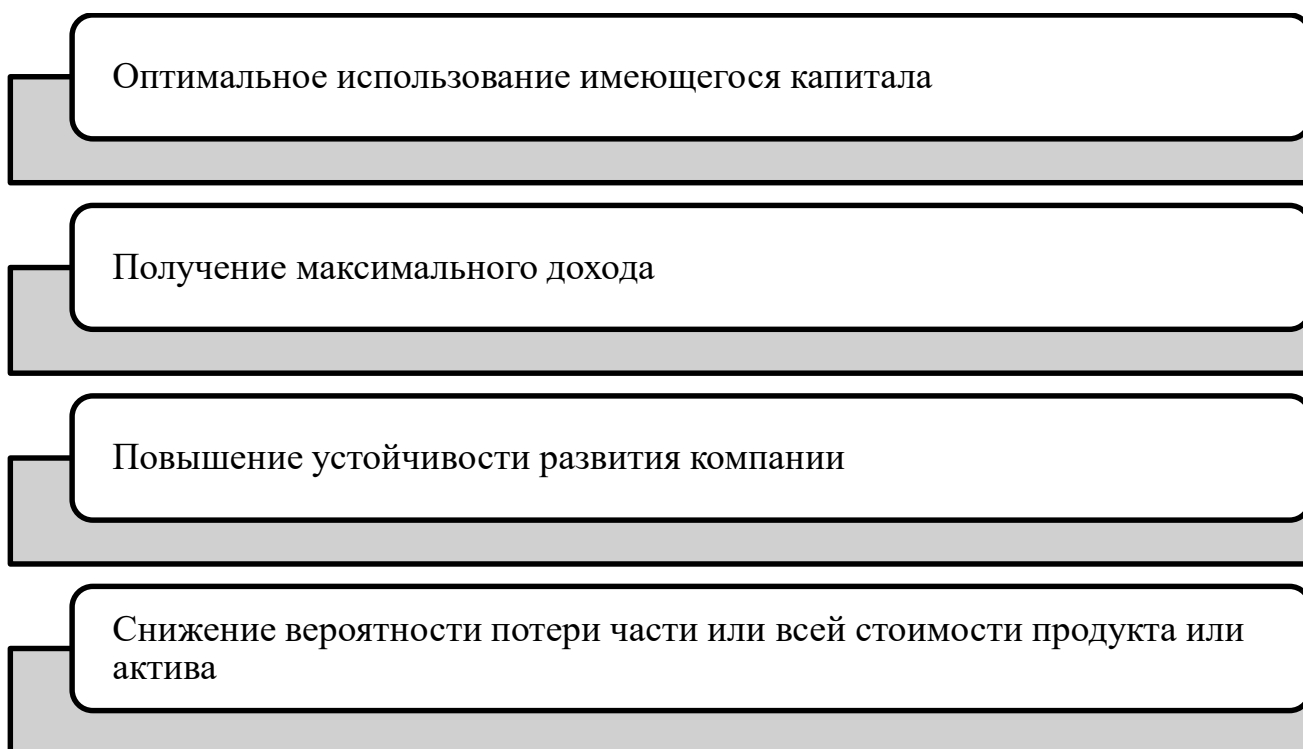 Оптимальное использование имеющегося капитала
Получение максимального дохода
Повышение устойчивости развития компании
Снижение вероятности потери части или всей стоимости продукта или
актива